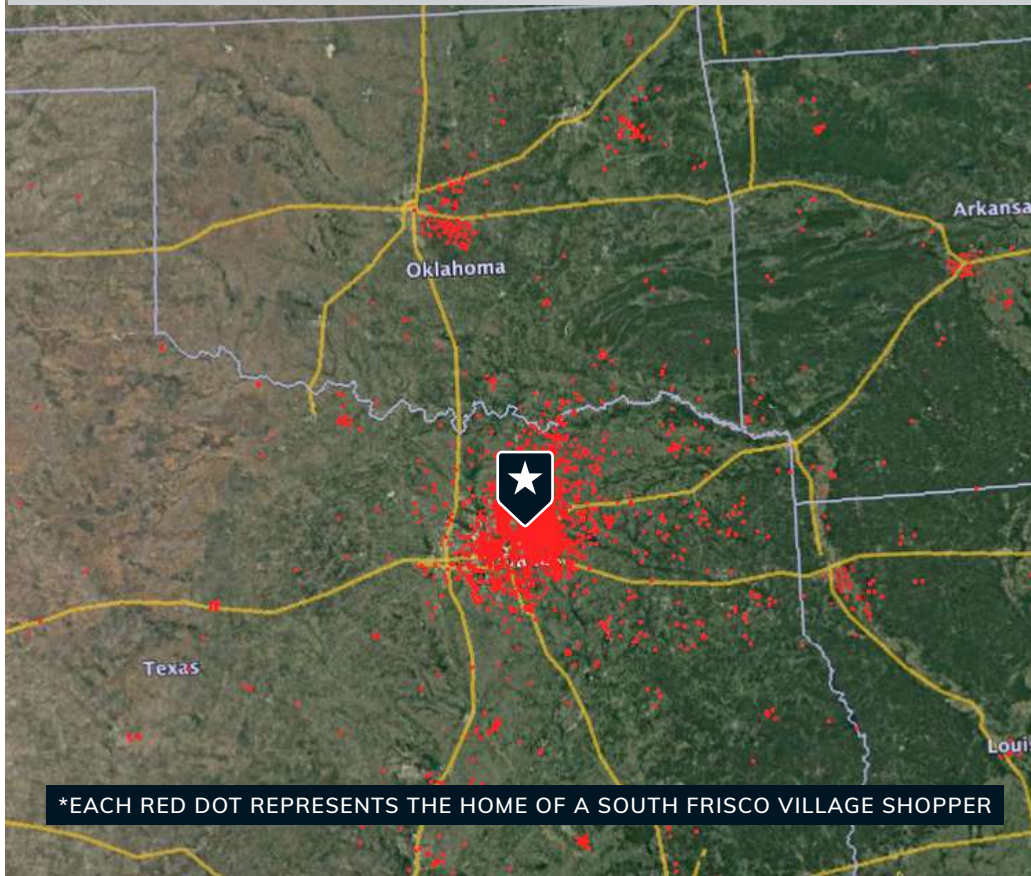 Arkansa
Oklahoma
Texas
Louis
*EACH RED DOT REPRESENTS THE HOME OF A SOUTH FRISCO VILLAGE SHOPPER